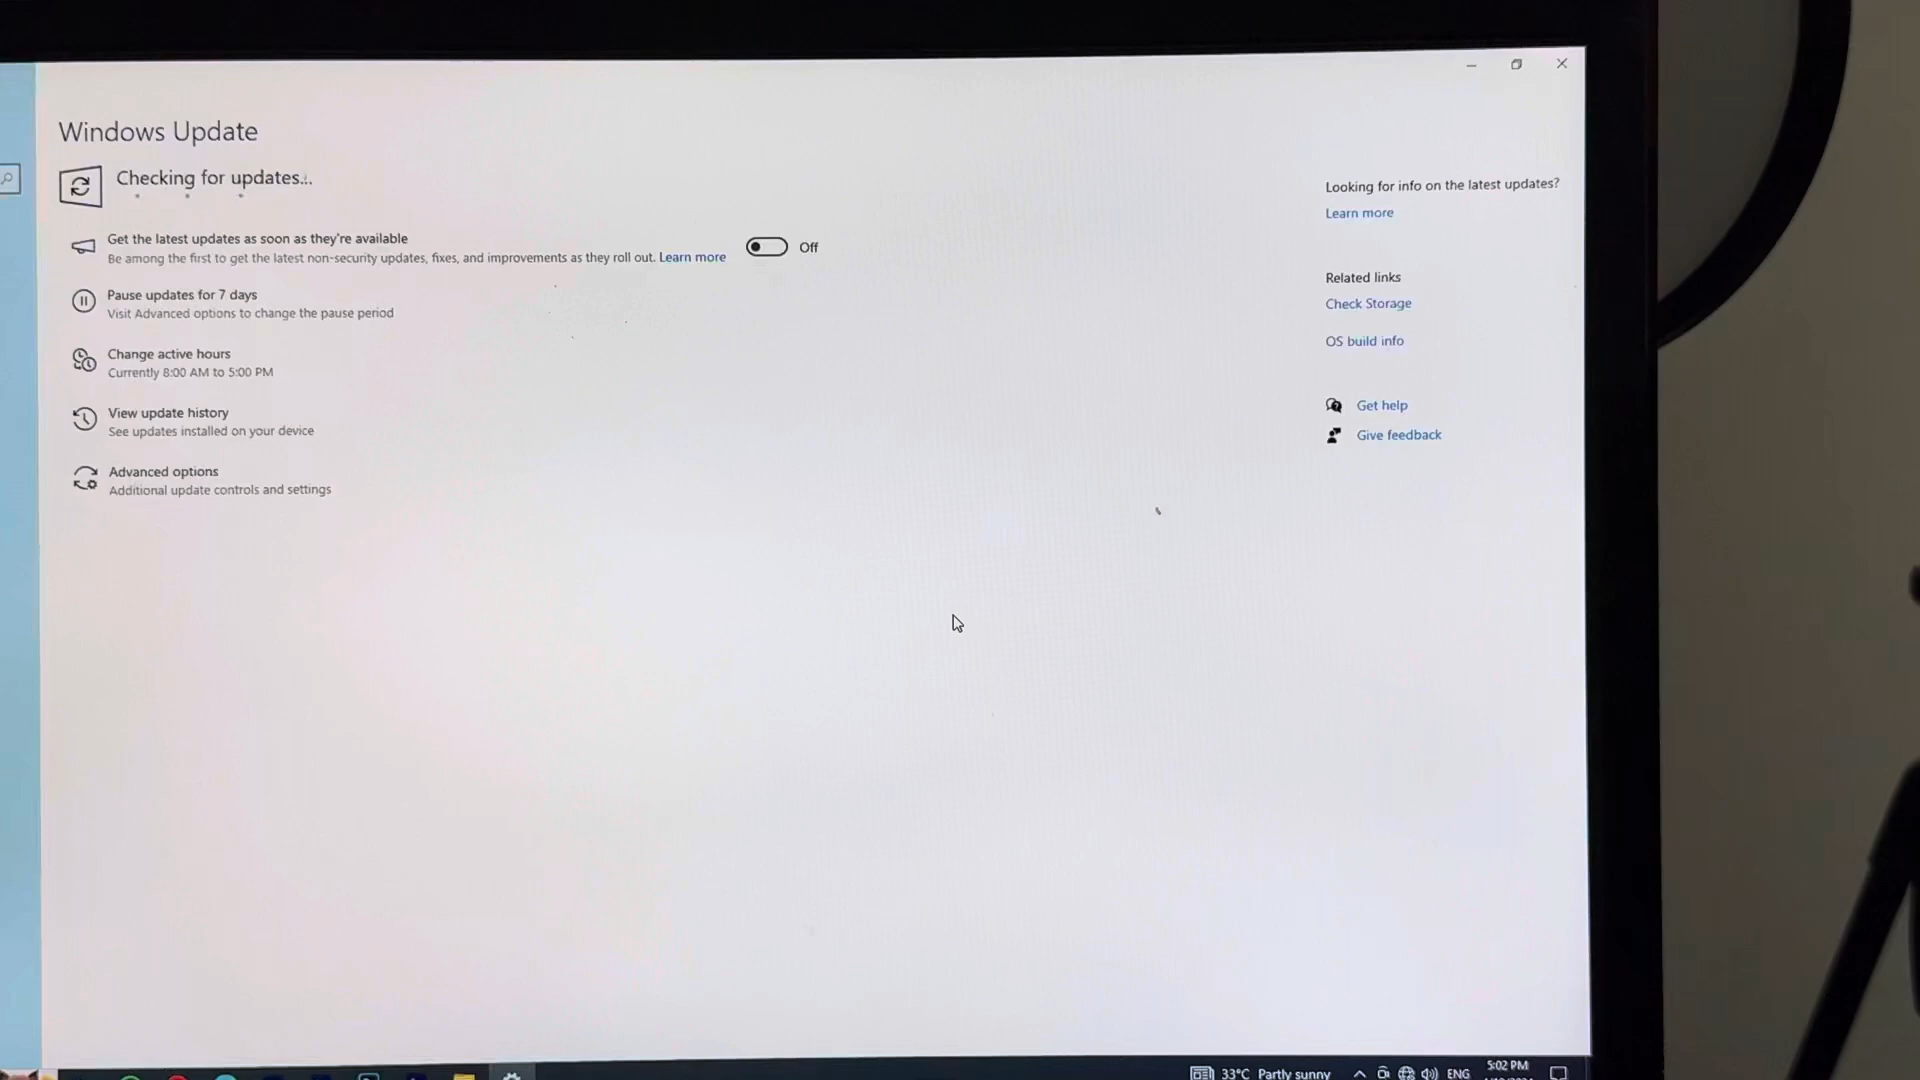 Windows Update
Checking for updates...
Get the latest updates as soon as they're available
Be among the first to get the latest non-security updates, fixes, and improvements as they roll out. Learn more
Off
Pause updates for 7 days
Visit Advanced options to change the pause period
Change active hours
Currently 8:00 AM to 5:00 PM
View update history
See updates installed on your device
Advanced options
Additional update controls and settings
Looking for info on the latest updates?
Learn more
Related links
Check Storage
OS build info
Get help
Give feedback
33°C Partly sunny
ENG
5:02 PM